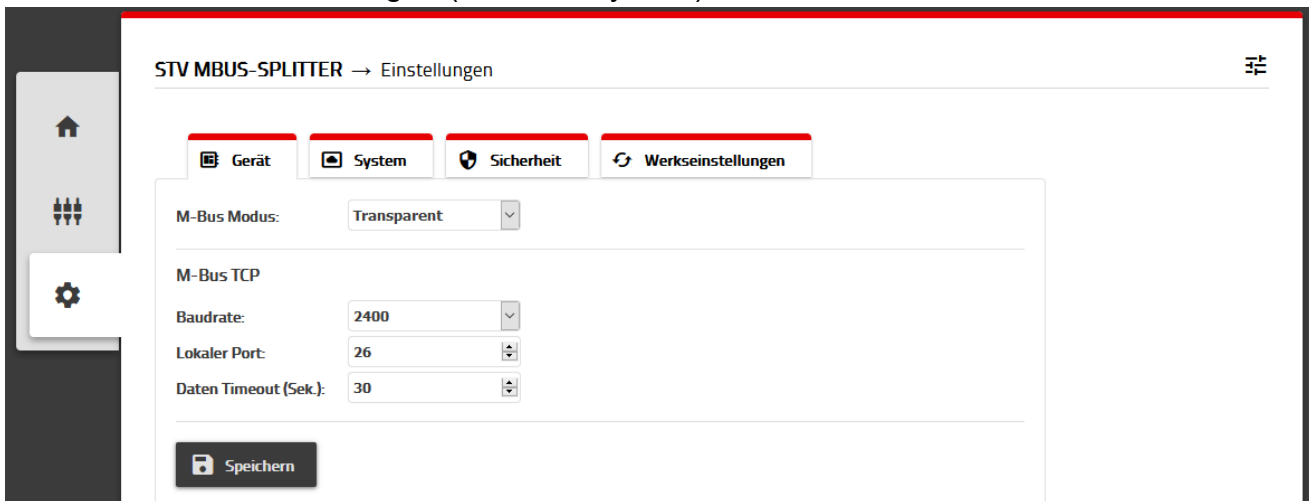 STV MBUS-SPLITTER → Einstellungen
Gerät System Sicherheit Werkseinstellungen
M-Bus Modus: Transparent
M-Bus TCP
Baudrate: 2400
Lokaler Port: 26
Daten Timeout (Sek.): 30
Speichern